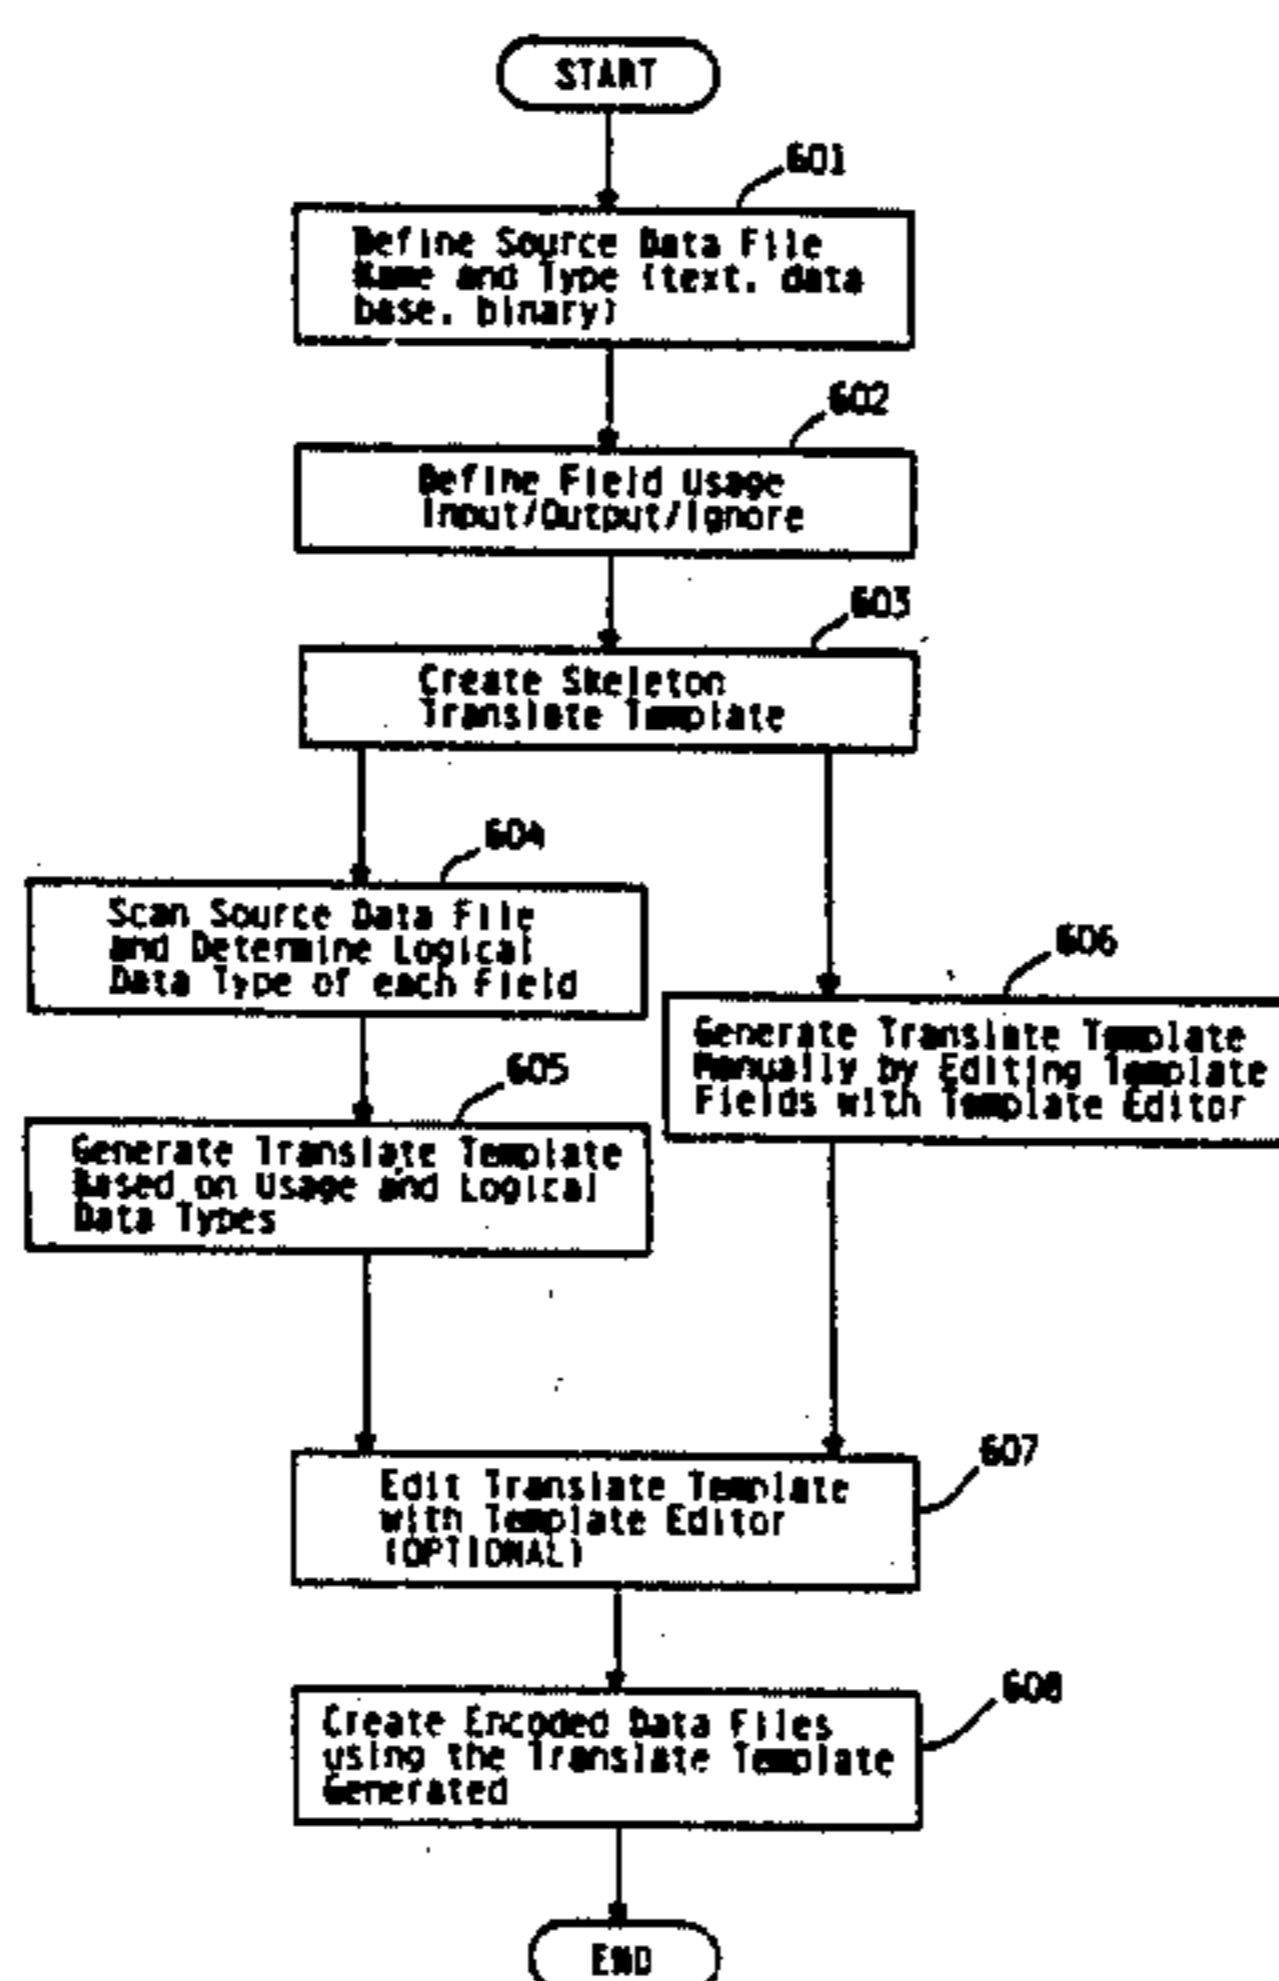 START
601
Define Source Data File
Name and Type (text, data
base, binary)
602
Define Field Usage
Input/Output/Ignore
603
Create Skeleton
Translate Template
604
Scan Source Data File
and Determine Logical
Data Type of each Field
605
Generate Translate Template
Based on Usage and Logical
Data Types
606
Generate Translate Template
Manually by Editing Template
Fields with Template Editor
607
Edit Translate Template
with Template Editor
(OPTIONAL)
608
Create Encoded Data Files
using the Translate Template
Generated
END